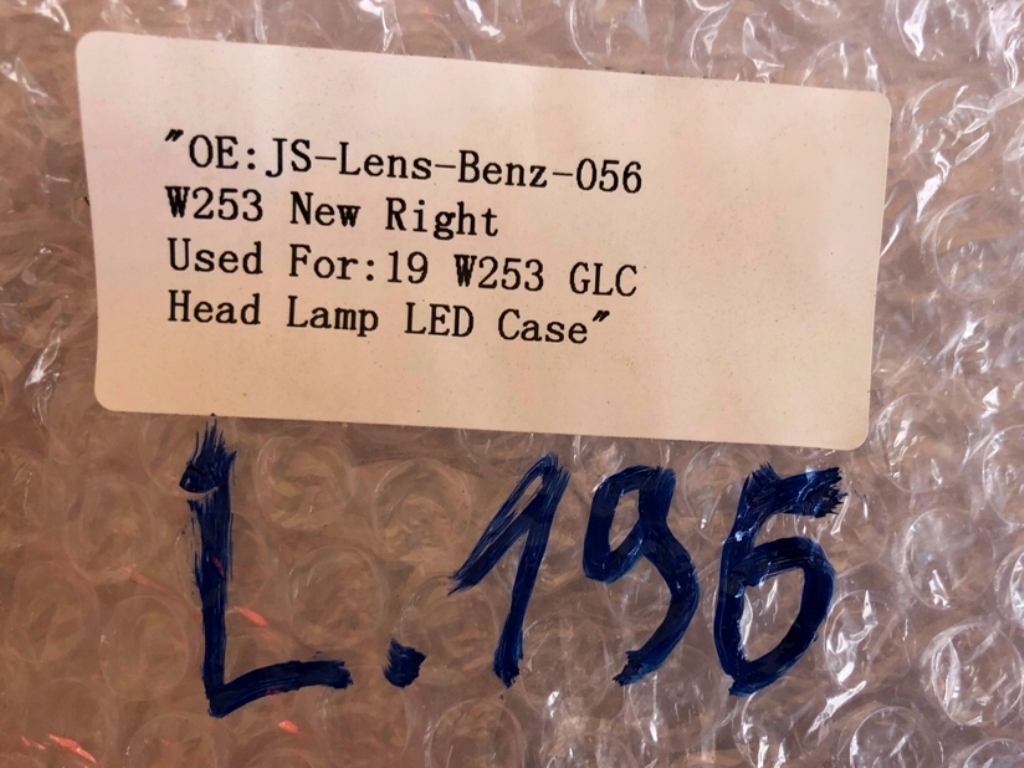 "OE:JS-Lens-Benz-056
W253 New Right
Used For:19 W253 GLC
Head Lamp LED Case"
L.196